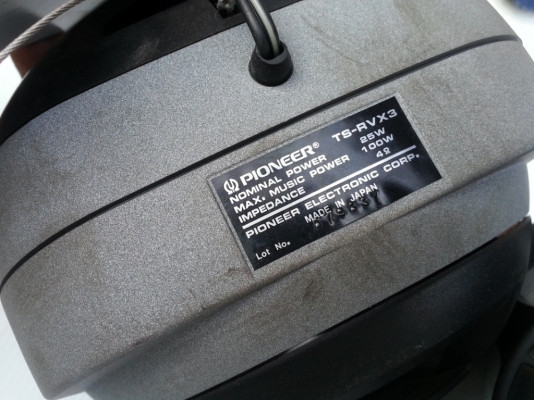 PIONEER® TS-RVX3
NOMINAL POWER 25W
MAX. MUSIC POWER 100W
IMPEDANCE 4Ω
PIONEER ELECTRONIC CORP.
MADE IN JAPAN
Lot No.